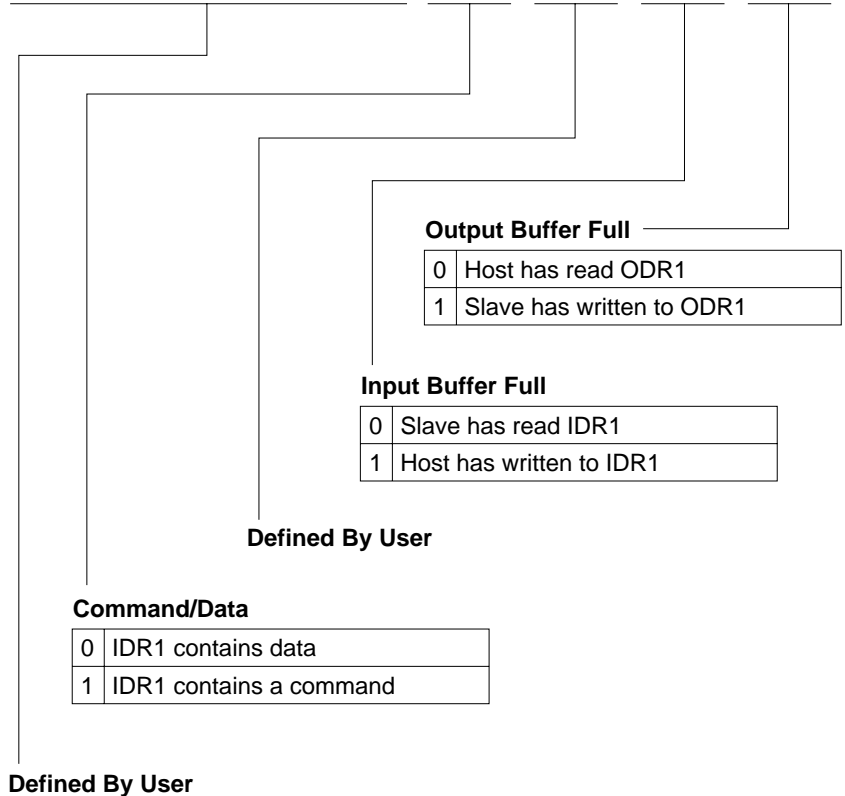 Output Buffer Full
0 Host has read ODR1
1 Slave has written to ODR1
Input Buffer Full
0 Slave has read IDR1
1 Host has written to IDR1
Defined By User
Command/Data
0 IDR1 contains data
1 IDR1 contains a command
Defined By User